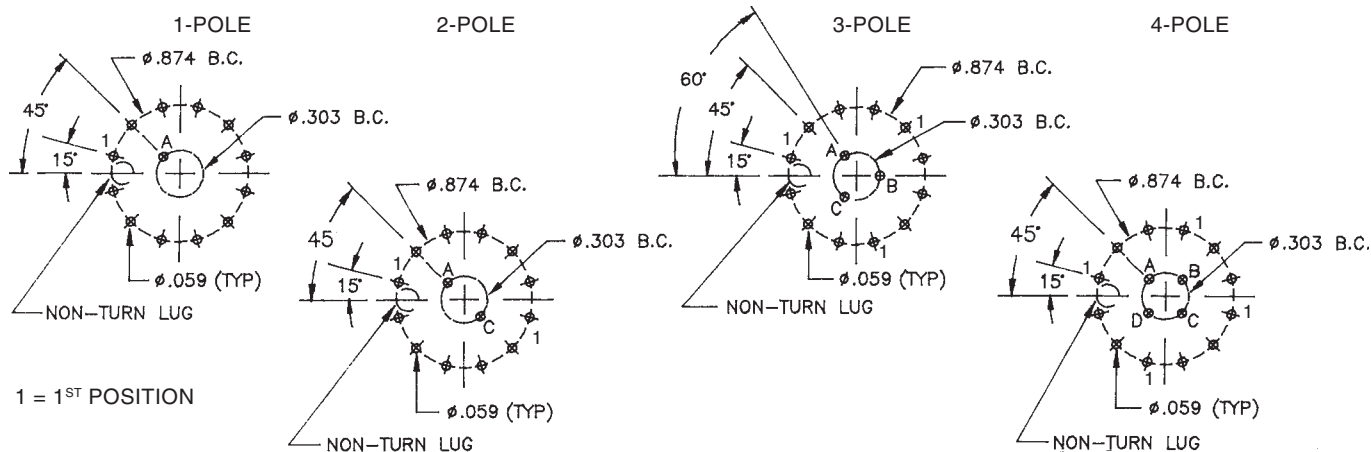 1-POLE
ø.874 B.C.
45°
15°
1
A
ø.303 B.C.
ø.059 (TYP)
NON-TURN LUG
1 = 1ST POSITION
2-POLE
ø.874 B.C.
45
15°
1
A
C
1
ø.303 B.C.
ø.059 (TYP)
NON-TURN LUG
3-POLE
60°
45°
15°
ø.874 B.C.
1
1
A
B
C
1
ø.303 B.C.
ø.059 (TYP)
NON-TURN LUG
4-POLE
ø.874 B.C.
45°
15°
1
1
A
B
D
C
1
1
ø.303 B.C.
ø.059 (TYP)
NON-TURN LUG